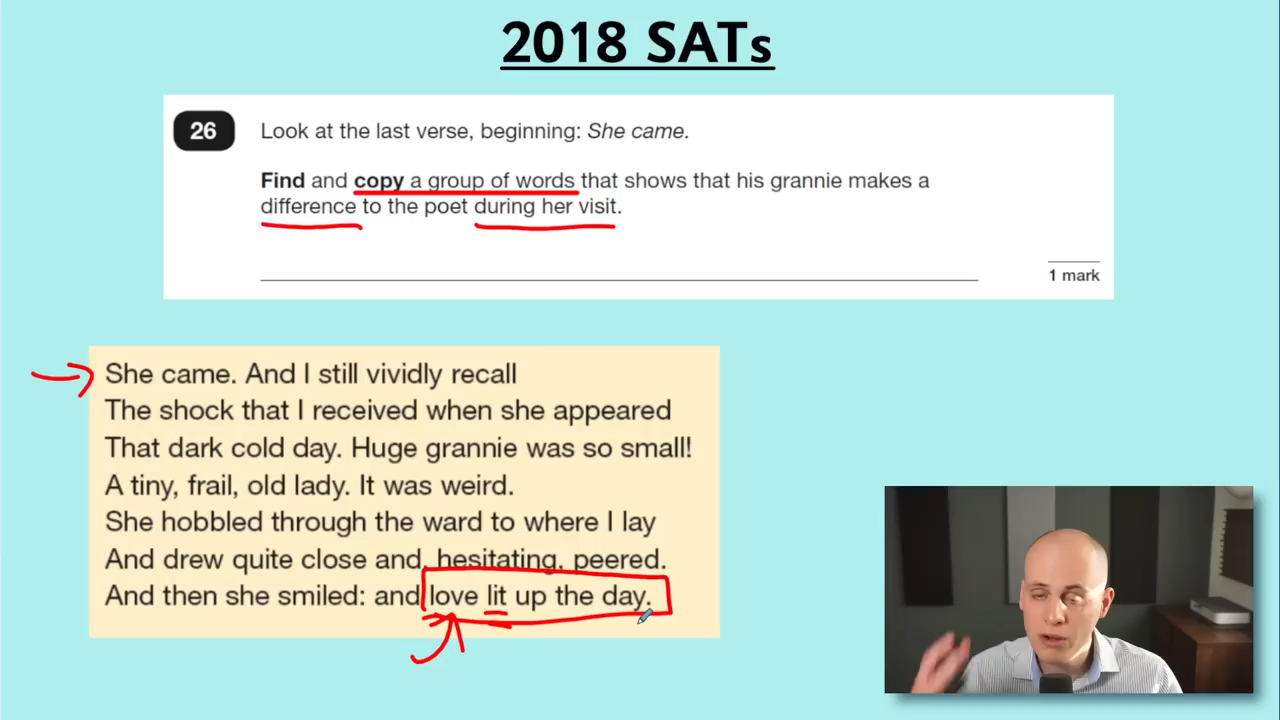 2018 SATs
26 Look at the last verse, beginning: She came.
Find and copy a group of words that shows that his grannie makes a
difference to the poet during her visit.
1 mark
She came. And I still vividly recall
The shock that I received when she appeared
That dark cold day. Huge grannie was so small!
A tiny, frail, old lady. It was weird.
She hobbled through the ward to where I lay
And drew quite close and, hesitating, peered.
And then she smiled: and love lit up the day.